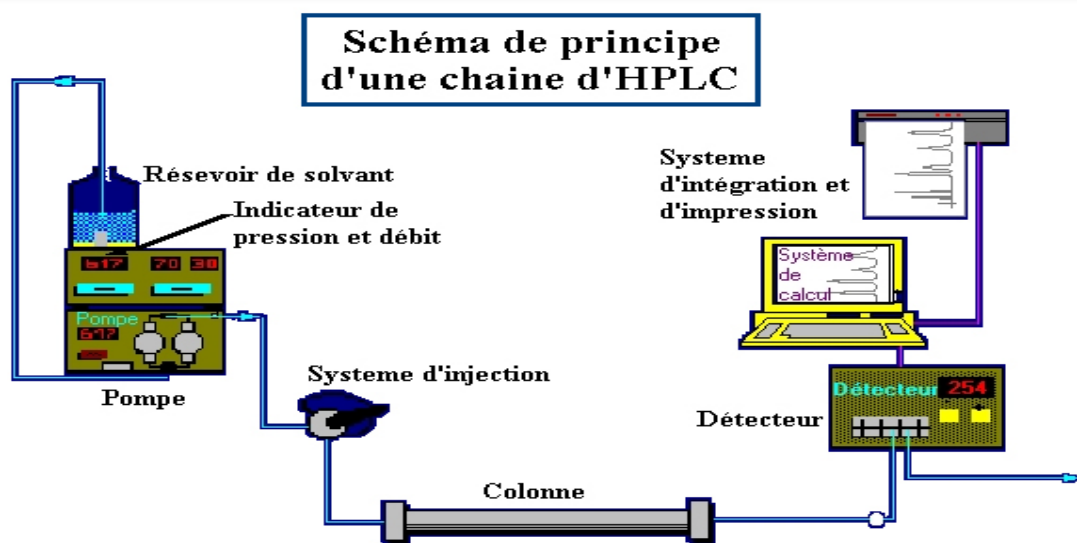 Schéma de principe
d'une chaine d'HPLC
Résevoir de solvant
Indicateur de
pression et débit
617 70 30
Pompe
617
Pompe
Systeme d'injection
Colonne
Systeme
d'intégration et
d'impression
Système
de
calcul
Détecteur 254
Détecteur